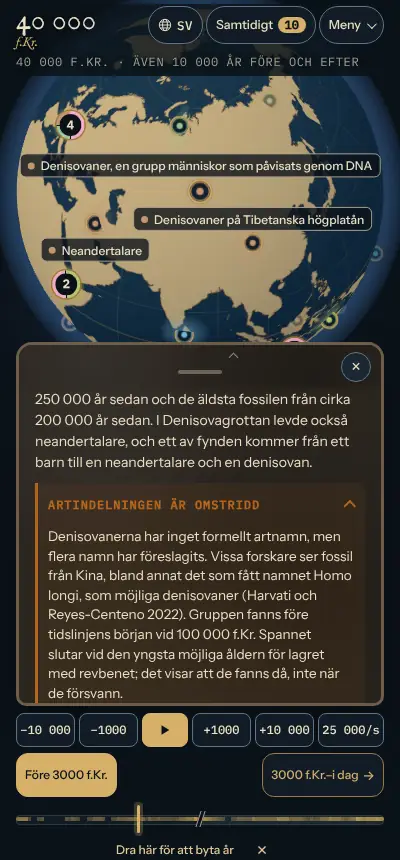 40 000
f.Kr.
SV
Samtidigt 10
Meny
40 000 F.KR. · ÄVEN 10 000 ÅR FÖRE OCH EFTER
4
Denisovaner, en grupp människor som påvisats genom DNA
Denisovaner på Tibetanska högplatån
Neandertalare
2
250 000 år sedan och de äldsta fossilen från cirka
200 000 år sedan. I Denisovagrottan levde också
neandertalare, och ett av fynden kommer från ett
barn till en neandertalare och en denisovan.
ARTINDELNINGEN ÄR OMSTRIDD
Denisovanerna har inget formellt artnamn, men
flera namn har föreslagits. Vissa forskare ser fossil
från Kina, bland annat det som fått namnet Homo
longi, som möjliga denisovaner (Harvati och
Reyes-Centeno 2022). Gruppen fanns före
tidslinjens början vid 100 000 f.Kr. Spannet
slutar vid den yngsta möjliga åldern för lagret
med revbenet; det visar att de fanns då, inte när
de försvann.
−10 000
−1000
+1000
+10 000
25 000/s
Före 3000 f.Kr.
3000 f.Kr.–i dag →
Dra här för att byta år